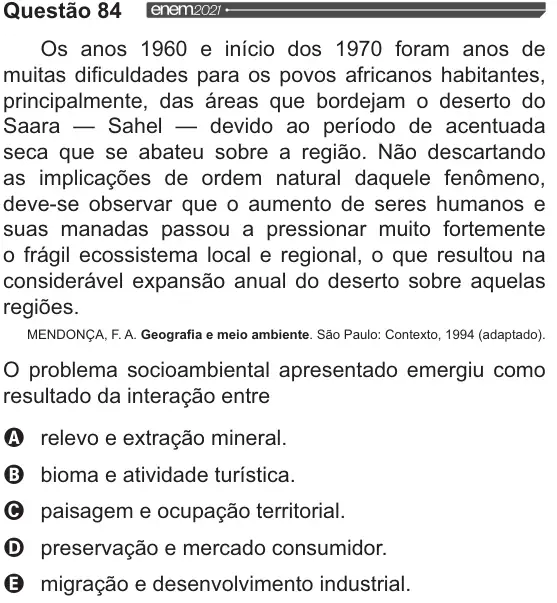 Questão 84 enem2021
Os anos 1960 e início dos 1970 foram anos de
muitas dificuldades para os povos africanos habitantes,
principalmente, das áreas que bordejam o deserto do
Saara — Sahel — devido ao período de acentuada
seca que se abateu sobre a região. Não descartando
as implicações de ordem natural daquele fenômeno,
deve-se observar que o aumento de seres humanos e
suas manadas passou a pressionar muito fortemente
o frágil ecossistema local e regional, o que resultou na
considerável expansão anual do deserto sobre aquelas
regiões.
MENDONÇA, F. A. Geografia e meio ambiente. São Paulo: Contexto, 1994 (adaptado).
O problema socioambiental apresentado emergiu como
resultado da interação entre
A relevo e extração mineral.
B bioma e atividade turística.
C paisagem e ocupação territorial.
D preservação e mercado consumidor.
E migração e desenvolvimento industrial.